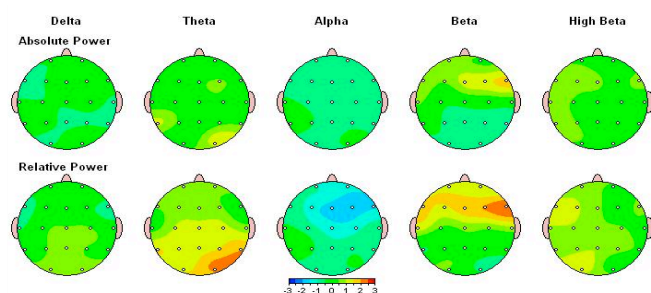 Delta Theta Alpha Beta High Beta
Absolute Power
Relative Power
-3 -2 -1 0 1 2 3